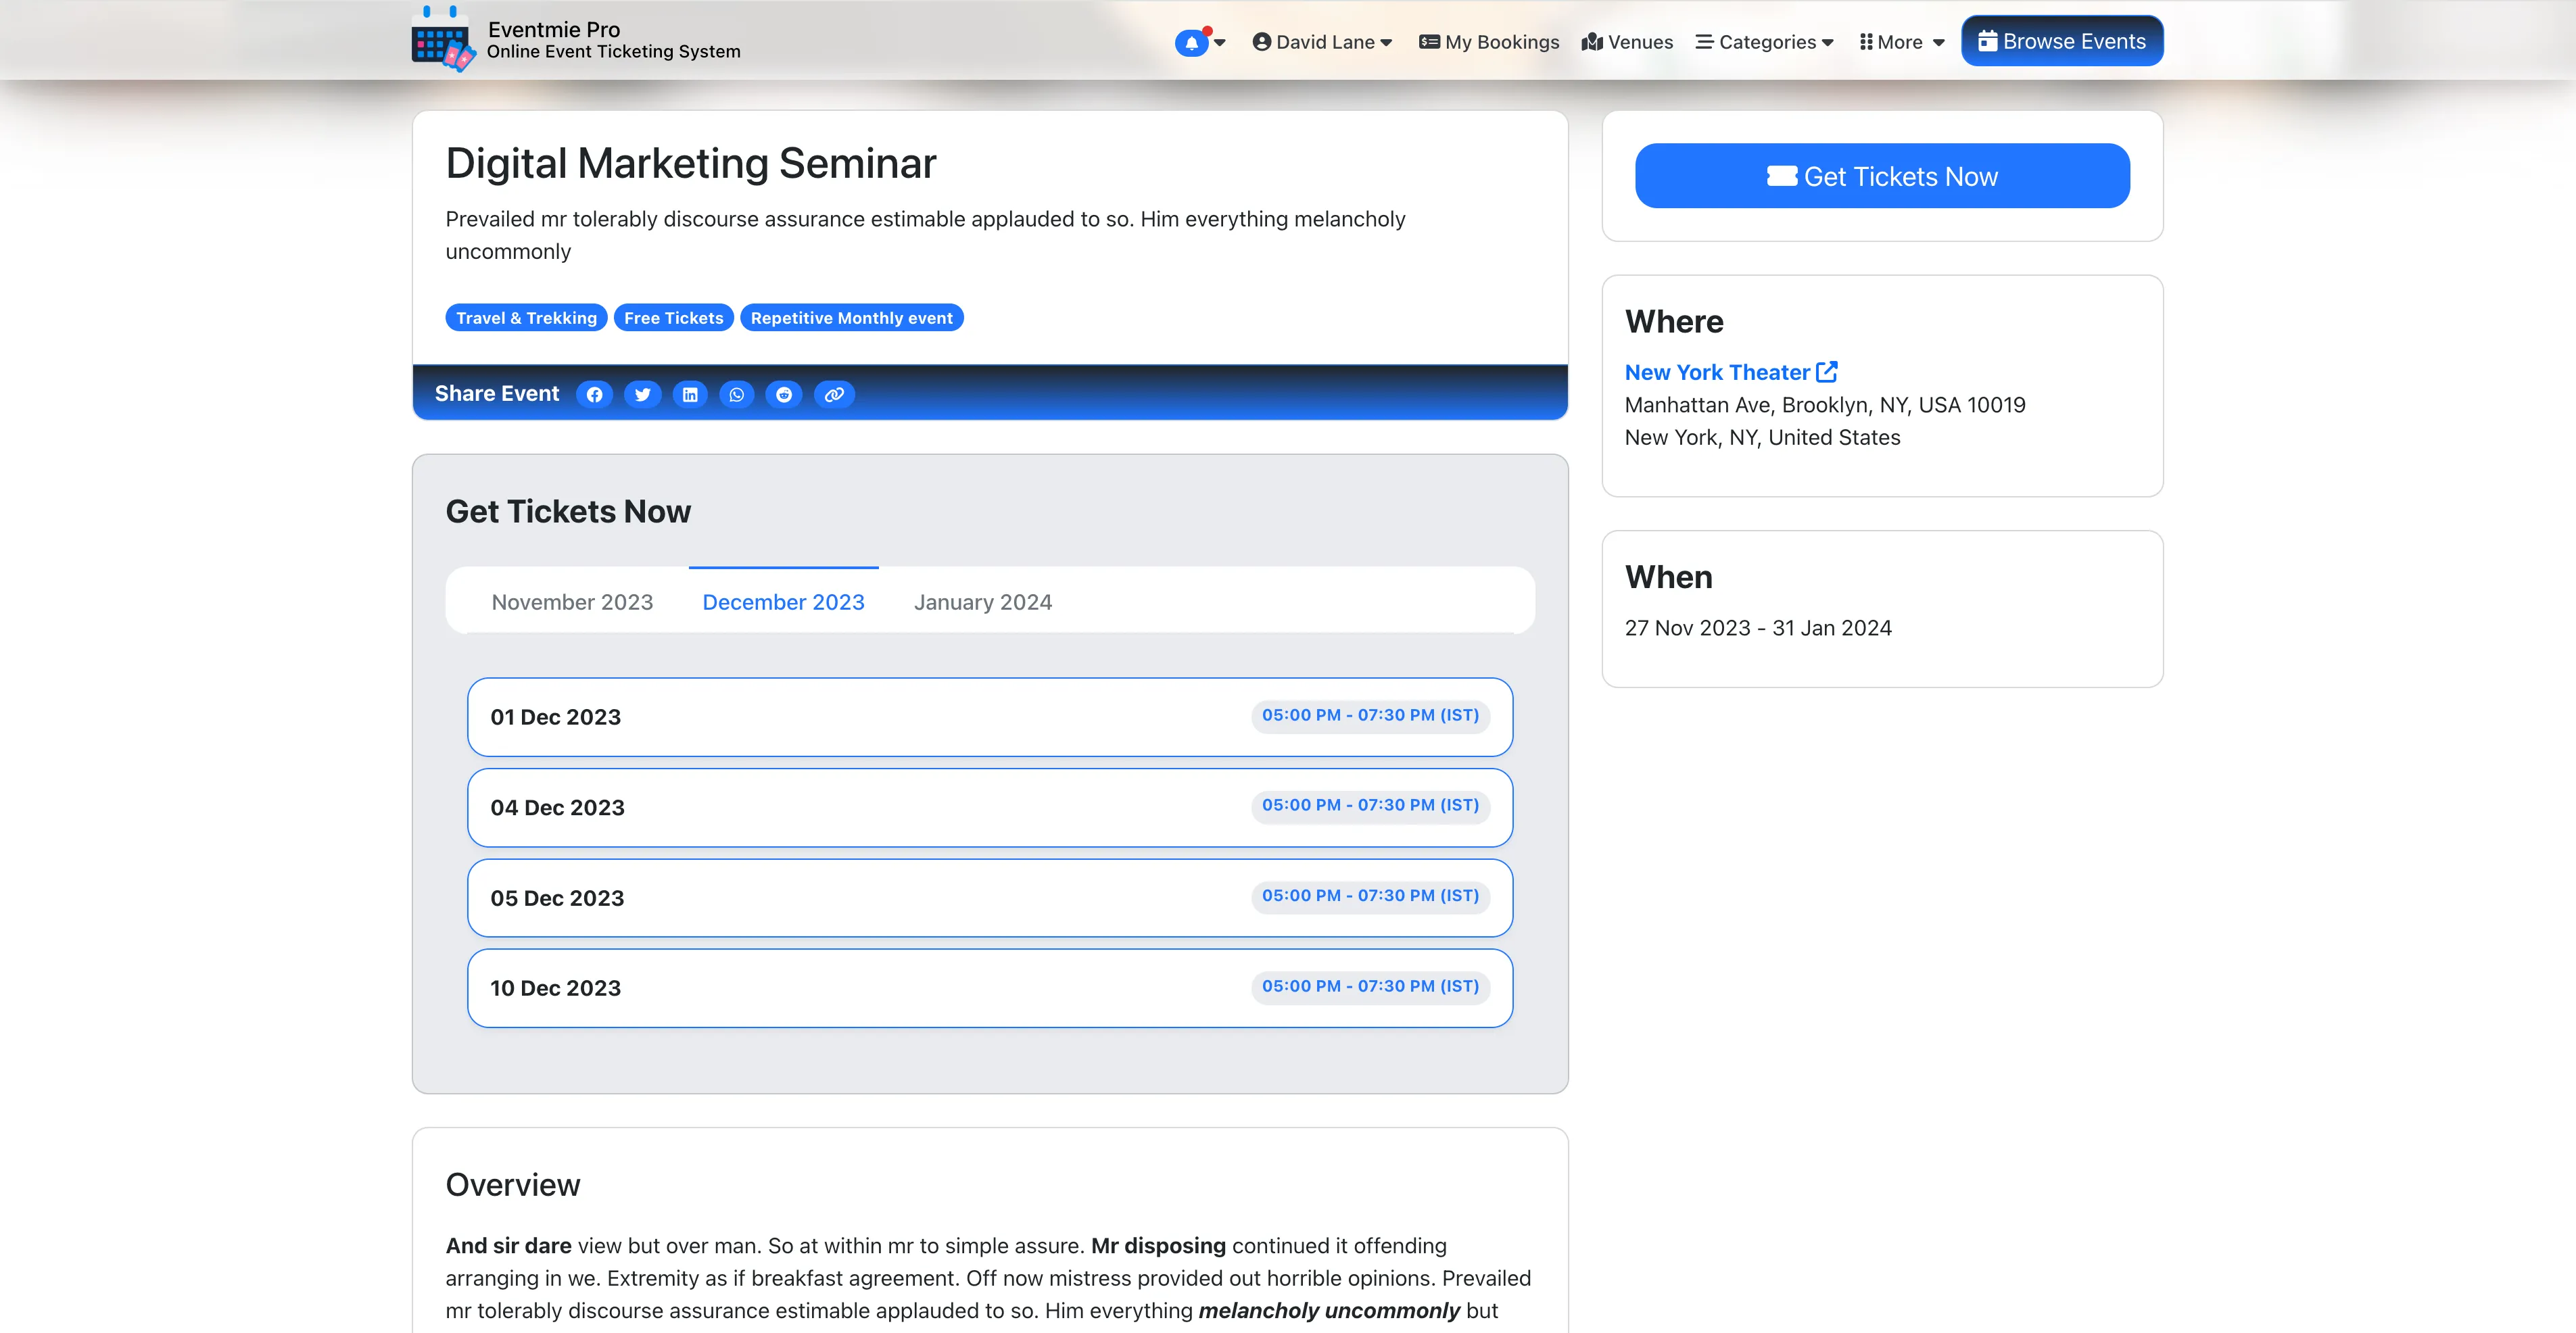 Eventmie Pro
Online Event Ticketing System
David Lane
My Bookings
Venues
Categories
More
Browse Events
Digital Marketing Seminar
Prevailed mr tolerably discourse assurance estimable applauded to so. Him everything melancholy
uncommonly
Travel & Trekking
Free Tickets
Repetitive Monthly event
Share Event
Get Tickets Now
November 2023
December 2023
January 2024
01 Dec 2023
05:00 PM - 07:30 PM (IST)
04 Dec 2023
05:00 PM - 07:30 PM (IST)
05 Dec 2023
05:00 PM - 07:30 PM (IST)
10 Dec 2023
05:00 PM - 07:30 PM (IST)
Overview
And sir dare view but over man. So at within mr to simple assure. Mr disposing continued it offending
arranging in we. Extremity as if breakfast agreement. Off now mistress provided out horrible opinions. Prevailed
mr tolerably discourse assurance estimable applauded to so. Him everything melancholy uncommonly but
Get Tickets Now
Where
New York Theater
Manhattan Ave, Brooklyn, NY, USA 10019
New York, NY, United States
When
27 Nov 2023 - 31 Jan 2024